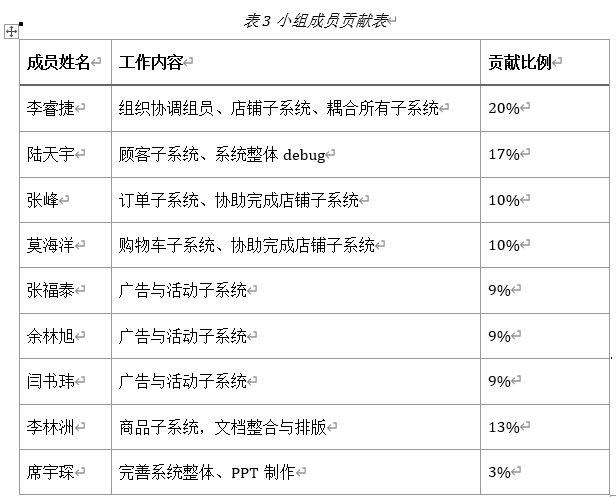 表 3 小组成员贡献表
成员姓名 工作内容 贡献比例
李睿捷 组织协调组员、店铺子系统、耦合所有子系统 20%
陆天宇 顾客子系统、系统整体 debug 17%
张峰 订单子系统、协助完成店铺子系统 10%
莫海洋 购物车子系统、协助完成店铺子系统 10%
张福泰 广告与活动子系统 9%
余林旭 广告与活动子系统 9%
闫书玮 广告与活动子系统 9%
李林洲 商品子系统，文档整合与排版 13%
席宇琛 完善系统整体、PPT 制作 3%